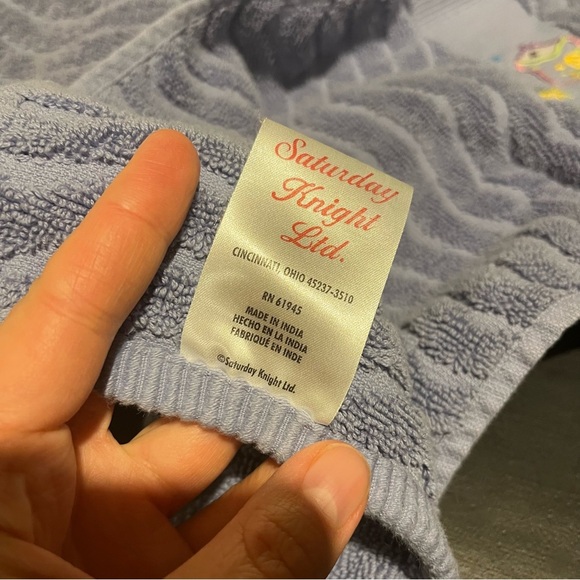 Saturday
Knight
Ltd.
CINCINNATI, OHIO 45237-3510
RN 61945
MADE IN INDIA
HECHO EN LA INDIA
FABRIQUÉ EN INDE
©Saturday Knight Ltd.